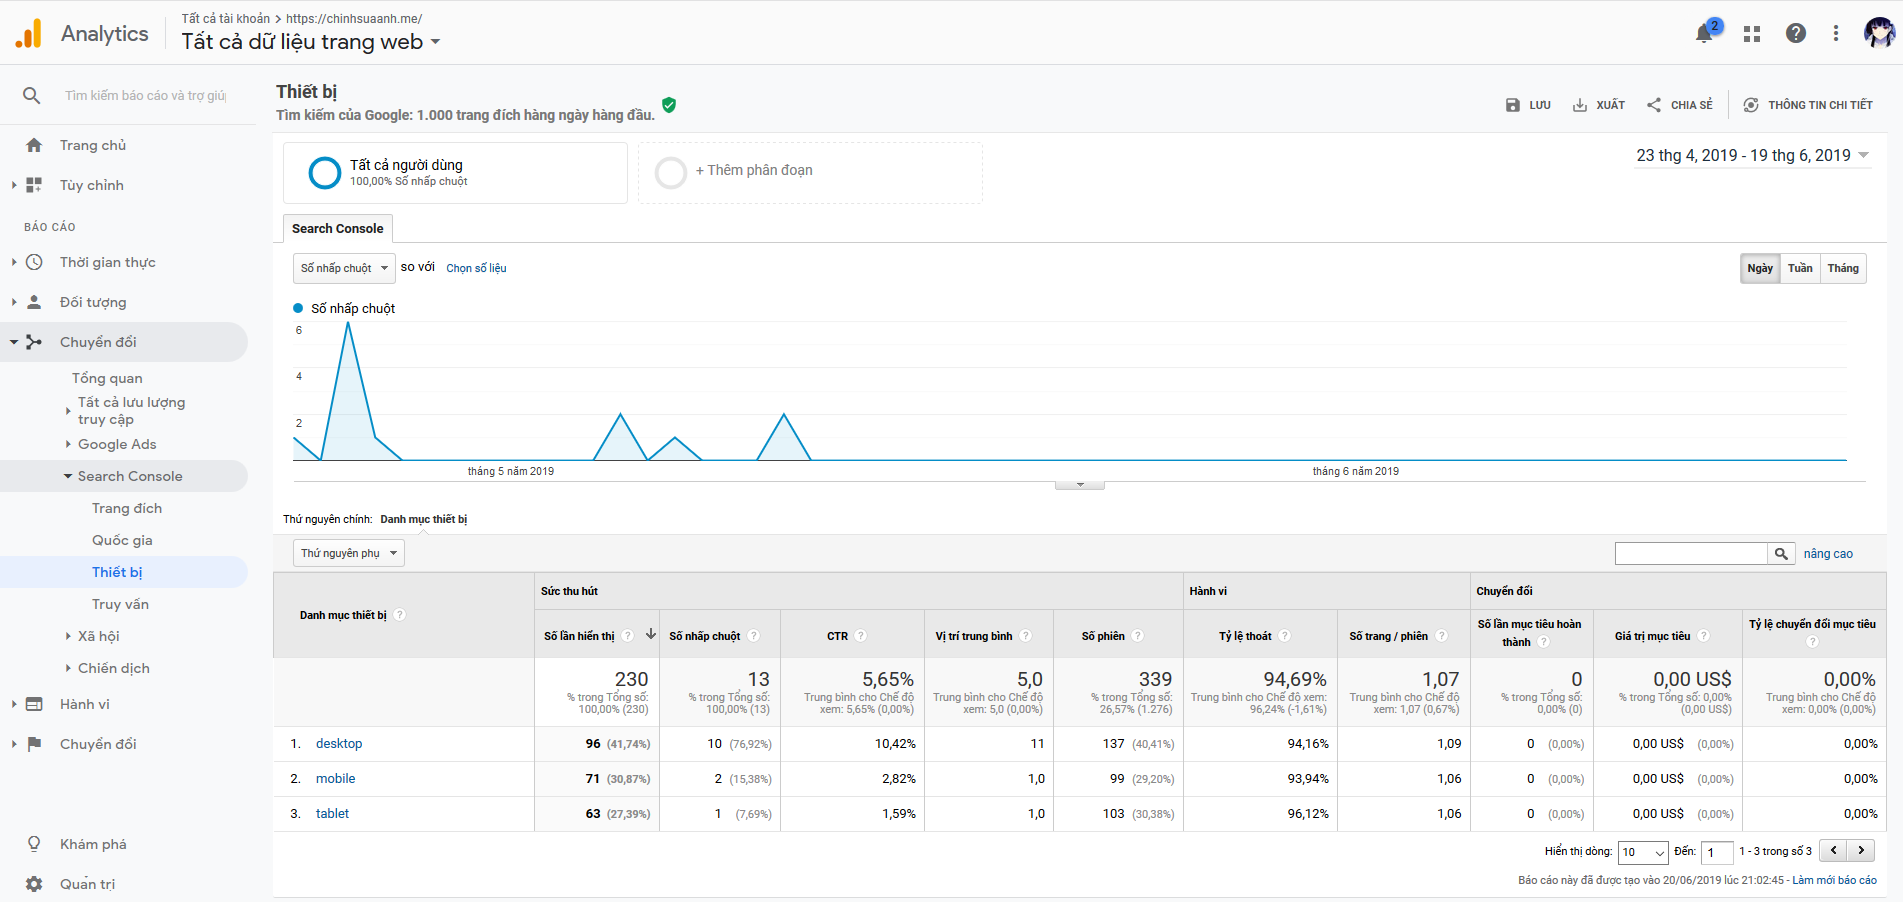 Analytics
Tất cả tài khoản > https://chinhsuaanh.me/
Tất cả dữ liệu trang web
2
Tìm kiếm báo cáo và trợ giúp
Trang chủ
Tùy chỉnh
BÁO CÁO
Thời gian thực
Đối tượng
Chuyển đổi
Tổng quan
Tất cả lưu lượng
truy cập
Google Ads
Search Console
Trang đích
Quốc gia
Thiết bị
Truy vấn
Xã hội
Chiến dịch
Hành vi
Chuyển đổi
Khám phá
Quản trị
Thiết bị
Tìm kiếm của Google: 1.000 trang đích hàng ngày hàng đầu.
LƯU XUẤT CHIA SẺ THÔNG TIN CHI TIẾT
Tất cả người dùng
100,00% Số nhấp chuột
+ Thêm phân đoạn
23 thg 4, 2019 - 19 thg 6, 2019
Search Console
Số nhấp chuột so với Chọn số liệu
Ngày Tuần Tháng
Số nhấp chuột
6
4
2
tháng 5 năm 2019 tháng 6 năm 2019
Thứ nguyên chính: Danh mục thiết bị
Thứ nguyên phụ
nâng cao
Danh mục thiết bị ?
Sức thu hút Hành vi Chuyển đổi
Số lần hiển thị ? Số nhấp chuột ? CTR ? Vị trí trung bình ? Số phiên ? Tỷ lệ thoát ? Số trang / phiên ? Số lần mục tiêu hoàn thành ? Giá trị mục tiêu ? Tỷ lệ chuyển đổi mục tiêu ?
230 13 5,65% 5,0 339 94,69% 1,07 0 0,00 US$ 0,00%
% trong Tổng số: % trong Tổng số: Trung bình cho Chế độ Trung bình cho Chế độ % trong Tổng số: Trung bình cho Chế độ xem: Trung bình cho Chế độ % trong Tổng số: % trong Tổng số: 0,00% Trung bình cho Chế độ
100,00% (230) 100,00% (13) xem: 5,65% (0,00%) xem: 5,0 (0,00%) 26,57% (1.276) 96,24% (-1,61%) xem: 1,07 (0,67%) 0,00% (0) (0,00 US$) xem: 0,00% (0,00%)
1. desktop 96 (41,74%) 10 (76,92%) 10,42% 11 137 (40,41%) 94,16% 1,09 0 (0,00%) 0,00 US$ (0,00%) 0,00%
2. mobile 71 (30,87%) 2 (15,38%) 2,82% 1,0 99 (29,20%) 93,94% 1,06 0 (0,00%) 0,00 US$ (0,00%) 0,00%
3. tablet 63 (27,39%) 1 (7,69%) 1,59% 1,0 103 (30,38%) 96,12% 1,06 0 (0,00%) 0,00 US$ (0,00%) 0,00%
Hiển thị dòng: 10 Đến: 1 1 - 3 trong số 3
Báo cáo này đã được tạo vào 20/06/2019 lúc 21:02:45 - Làm mới báo cáo